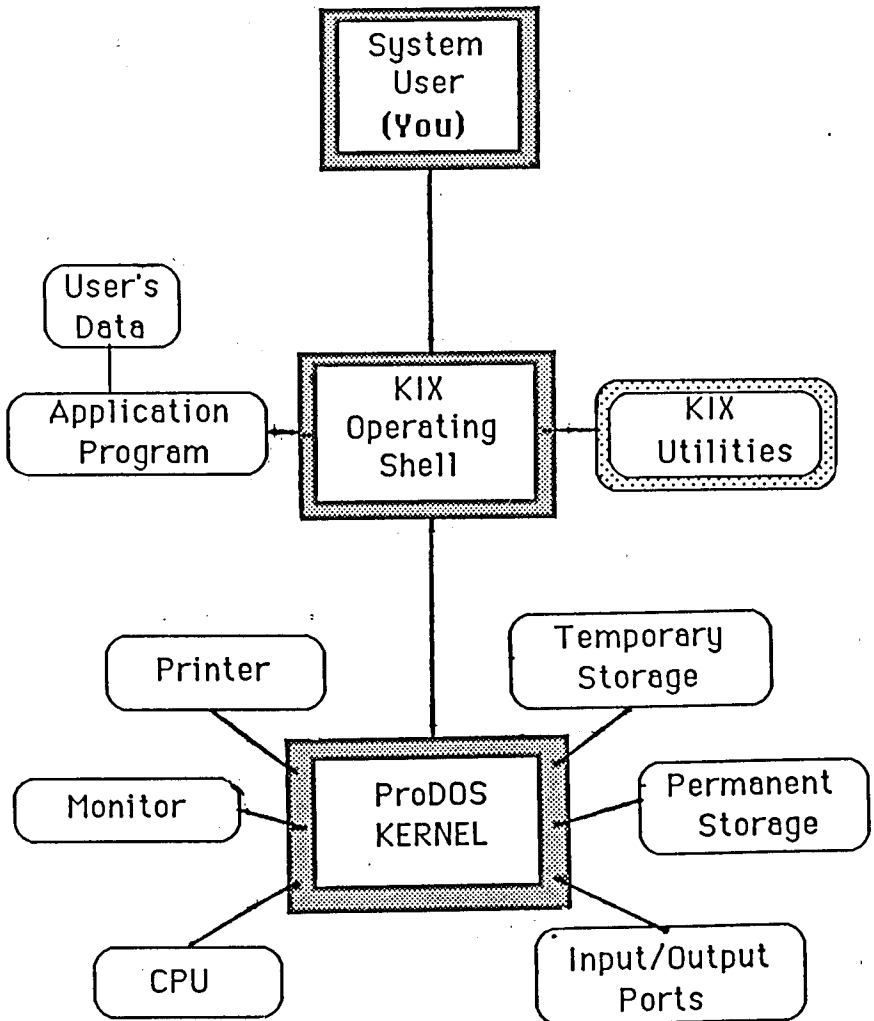 System
User
(You)
User's
Data
Application
Program
KIX
Operating
Shell
KIX
Utilities
Printer
Temporary
Storage
Monitor
ProDOS
KERNEL
Permanent
Storage
CPU
Input/Output
Ports